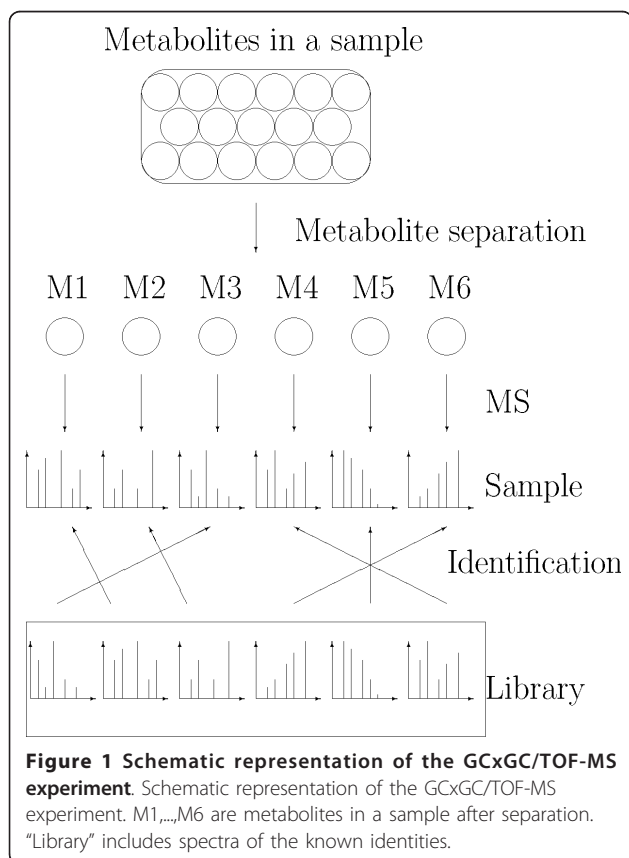 Metabolites in a sample
Metabolite separation
M1 M2 M3 M4 M5 M6
MS
Sample
Identification
Library
Figure 1 Schematic representation of the GCxGC/TOF-MS
experiment. Schematic representation of the GCxGC/TOF-MS
experiment. M1,...,M6 are metabolites in a sample after separation.
“Library” includes spectra of the known identities.